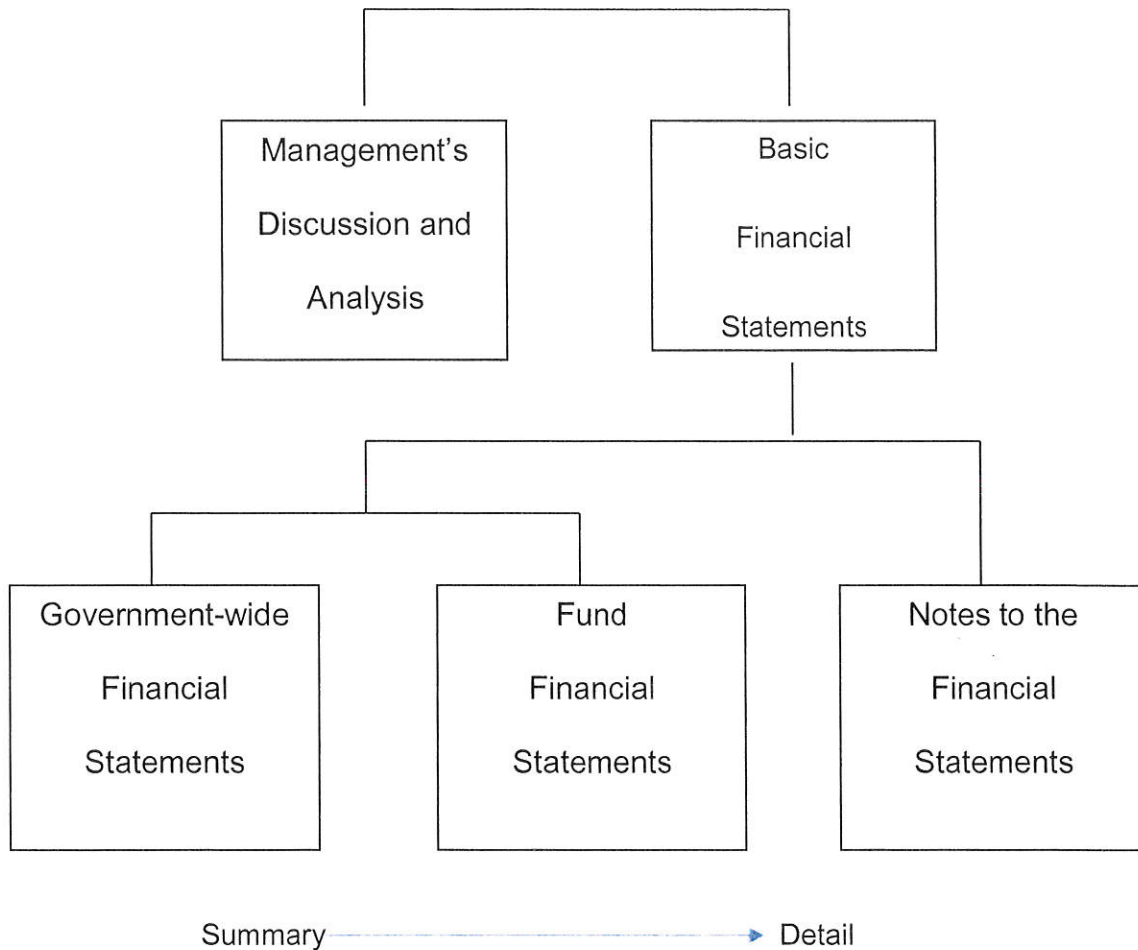 Management's
Discussion and
Analysis
Basic
Financial
Statements
Government-wide
Financial
Statements
Fund
Financial
Statements
Notes to the
Financial
Statements
Summary
Detail